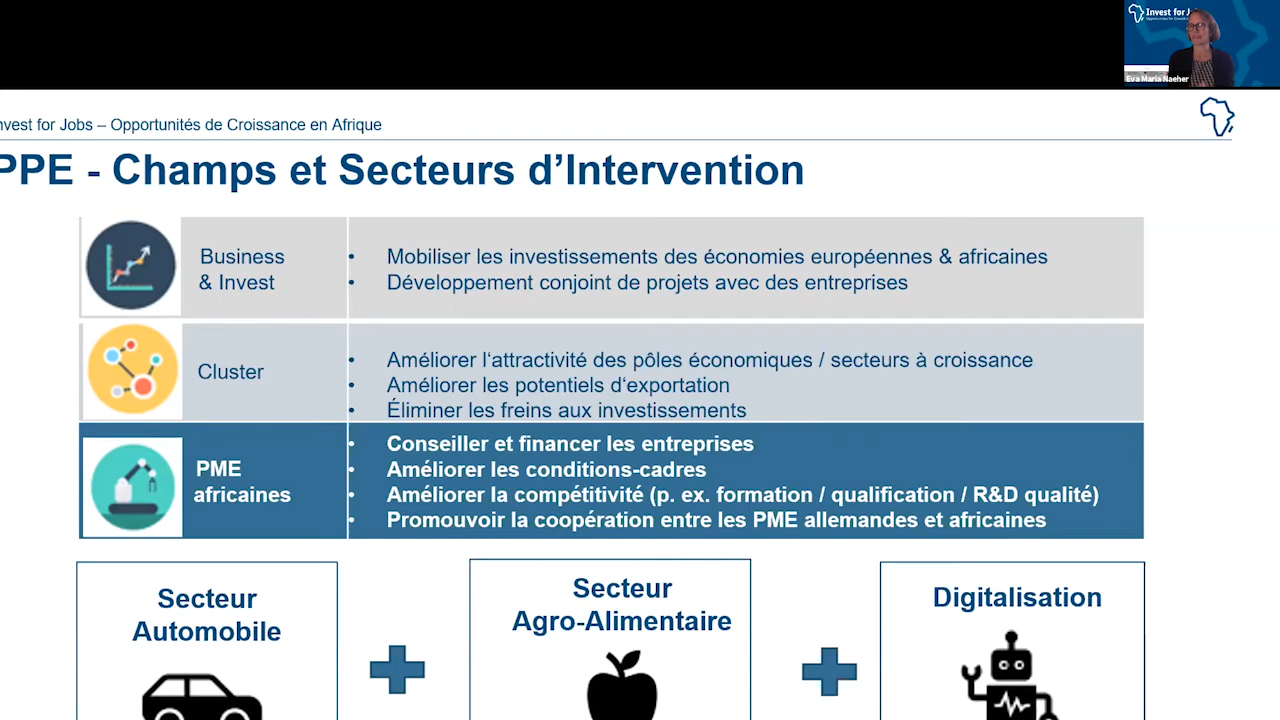 Invest for J
Eva Maria Naeher
nvest for Jobs – Opportunités de Croissance en Afrique
PPE - Champs et Secteurs d’Intervention
Business
& Invest
• Mobiliser les investissements des économies européennes & africaines
• Développement conjoint de projets avec des entreprises
Cluster
• Améliorer l‘attractivité des pôles économiques / secteurs à croissance
• Améliorer les potentiels d‘exportation
• Éliminer les freins aux investissements
PME
africaines
• Conseiller et financer les entreprises
• Améliorer les conditions-cadres
• Améliorer la compétitivité (p. ex. formation / qualification / R&D qualité)
• Promouvoir la coopération entre les PME allemandes et africaines
Secteur
Automobile
Secteur
Agro-Alimentaire
Digitalisation